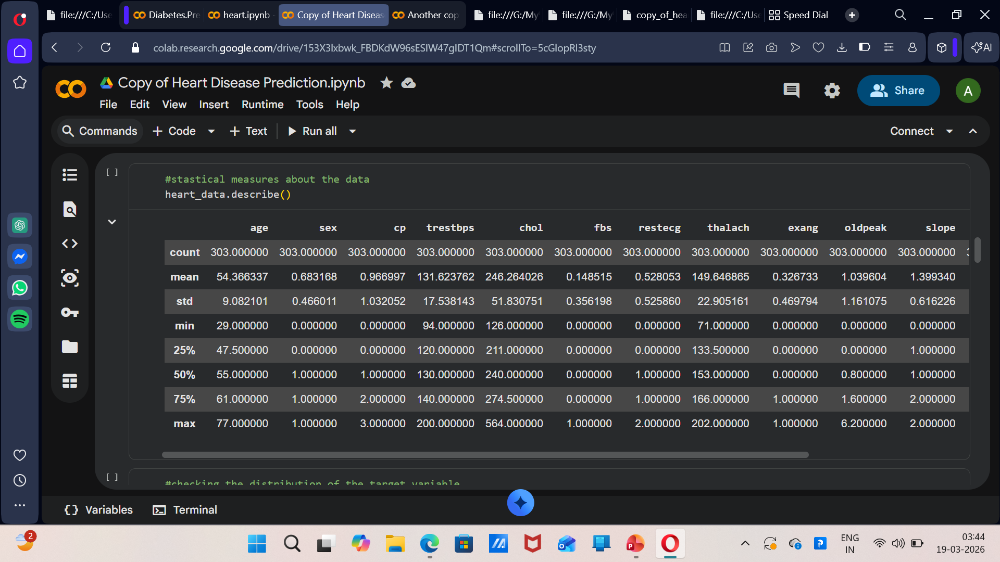 file:///C:/Use
Diabetes.Pre
heart.ipynb -
Copy of Heart Diseas
Another cop
file:///G:/My
file:///G:/My
copy_of_hea
file:///C:/Use
Speed Dial
colab.research.google.com/drive/153X3lxbwk_FBDKdW96sESIW47gIDT1Qm#scrollTo=5cGlopRl3sty
AI
Copy of Heart Disease Prediction.ipynb
Share
A
File Edit View Insert Runtime Tools Help
Commands + Code + Text Run all
Connect
[ ]
#stastical measures about the data
heart_data.describe()
age sex cp trestbps chol fbs restecg thalach exang oldpeak slope
count 303.000000 303.000000 303.000000 303.000000 303.000000 303.000000 303.000000 303.000000 303.000000 303.000000 303.000000
mean 54.366337 0.683168 0.966997 131.623762 246.264026 0.148515 0.528053 149.646865 0.326733 1.039604 1.399340
std 9.082101 0.466011 1.032052 17.538143 51.830751 0.356198 0.525860 22.905161 0.469794 1.161075 0.616226
min 29.000000 0.000000 0.000000 94.000000 126.000000 0.000000 0.000000 71.000000 0.000000 0.000000 0.000000
25% 47.500000 0.000000 0.000000 120.000000 211.000000 0.000000 0.000000 133.500000 0.000000 0.000000 1.000000
50% 55.000000 1.000000 1.000000 130.000000 240.000000 0.000000 1.000000 153.000000 0.000000 0.800000 1.000000
75% 61.000000 1.000000 2.000000 140.000000 274.500000 0.000000 1.000000 166.000000 1.000000 1.600000 2.000000
max 77.000000 1.000000 3.000000 200.000000 564.000000 1.000000 2.000000 202.000000 1.000000 6.200000 2.000000
[ ]
#checking the distribution of the target variable
{} Variables
Terminal
2
ENG
IN
03:44
19-03-2026